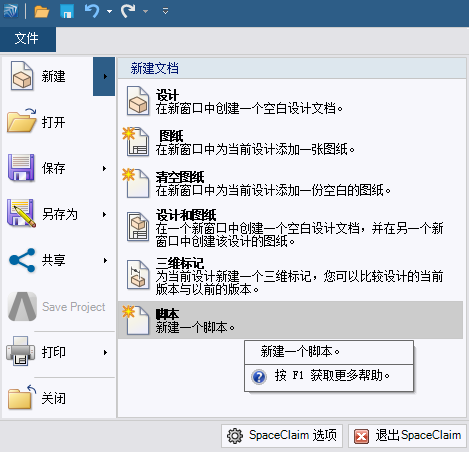 文件
新建
打开
保存
另存为
共享
Save Project
打印
关闭
新建文档
设计
在新窗口中创建一个空白设计文档。
图纸
在新窗口中为当前设计添加一张图纸。
清空图纸
在新窗口中为当前设计添加一份空白的图纸。
设计和图纸
在一个新窗口中创建一个空白设计文档，并在另一个新
窗口中创建该设计的图纸。
三维标记
为当前设计新建一个三维标记，您可以比较设计的当前
版本与以前的版本。
脚本
新建一个脚本。
新建一个脚本。
按 F1 获取更多帮助。
SpaceClaim 选项
退出SpaceClaim